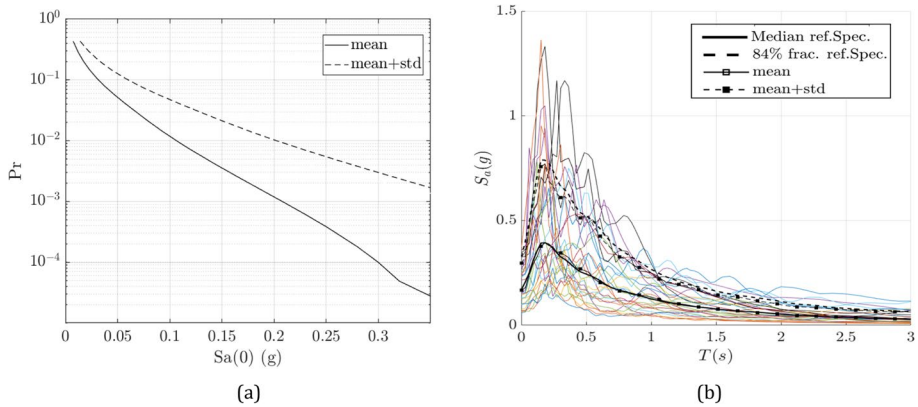 10^0
10^-1
10^-2
10^-3
10^-4
Pr
0 0.05 0.1 0.15 0.2 0.25 0.3
Sa(0) (g)
mean
mean+std
(a)
1.5
1
0.5
0
S_a(g)
0 0.5 1 1.5 2 2.5 3
T(s)
Median ref.Spec.
84% frac. ref.Spec.
mean
mean+std
(b)